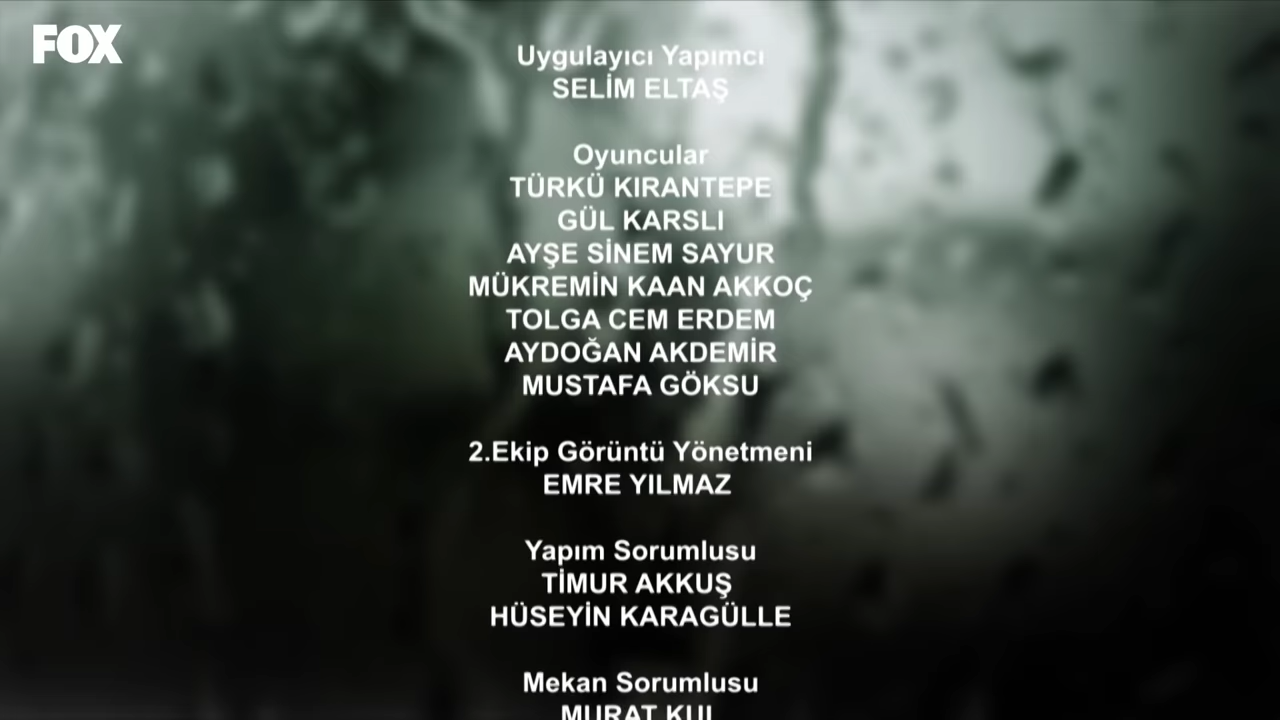 FOX
Uygulayıcı Yapımcı
SELİM ELTAŞ
Oyuncular
TÜRKÜ KIRANTEPE
GÜL KARSLI
AYŞE SİNEM SAYUR
MÜKREMİN KAAN AKKOÇ
TOLGA CEM ERDEM
AYDOĞAN AKDEMİR
MUSTAFA GÖKSU
2.Ekip Görüntü Yönetmeni
EMRE YILMAZ
Yapım Sorumlusu
TİMUR AKKUŞ
HÜSEYİN KARAGÜLLE
Mekan Sorumlusu
MURAT